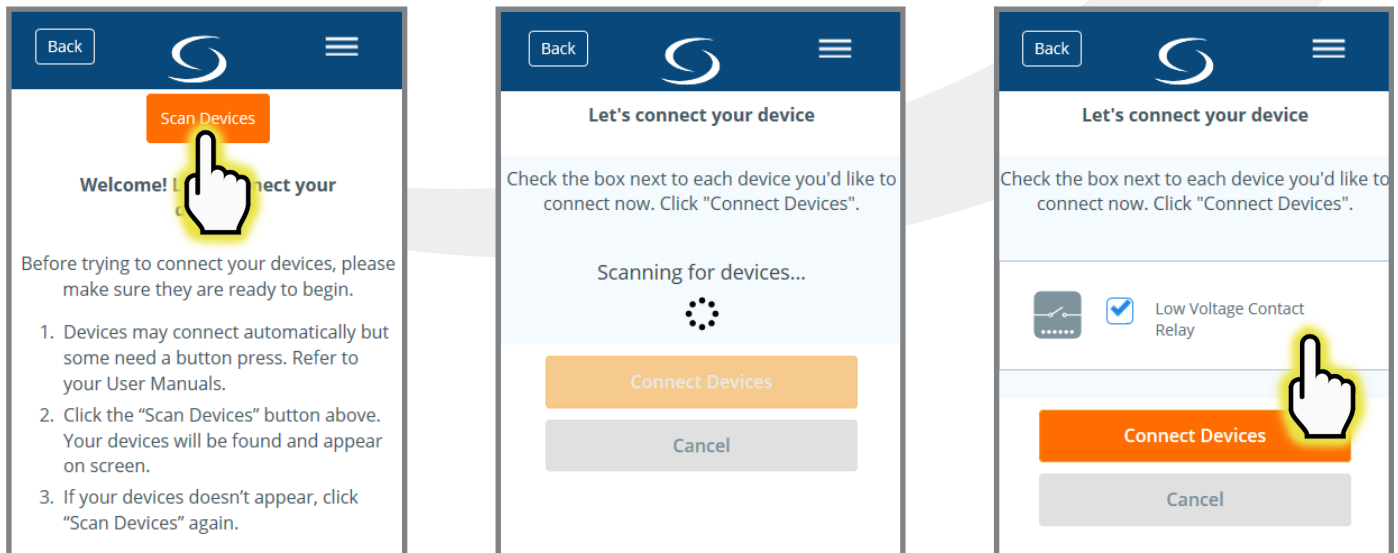 Back
Scan Devices
Welcome! nect your
Before trying to connect your devices, please
make sure they are ready to begin.
1. Devices may connect automatically but
some need a button press. Refer to
your User Manuals.
2. Click the “Scan Devices” button above.
Your devices will be found and appear
on screen.
3. If your devices doesn’t appear, click
“Scan Devices” again.
Back
Let's connect your device
Check the box next to each device you'd like to
connect now. Click "Connect Devices".
Scanning for devices...
Connect Devices
Cancel
Back
Let's connect your device
Check the box next to each device you'd like to
connect now. Click "Connect Devices".
Low Voltage Contact
Relay
Connect Devices
Cancel